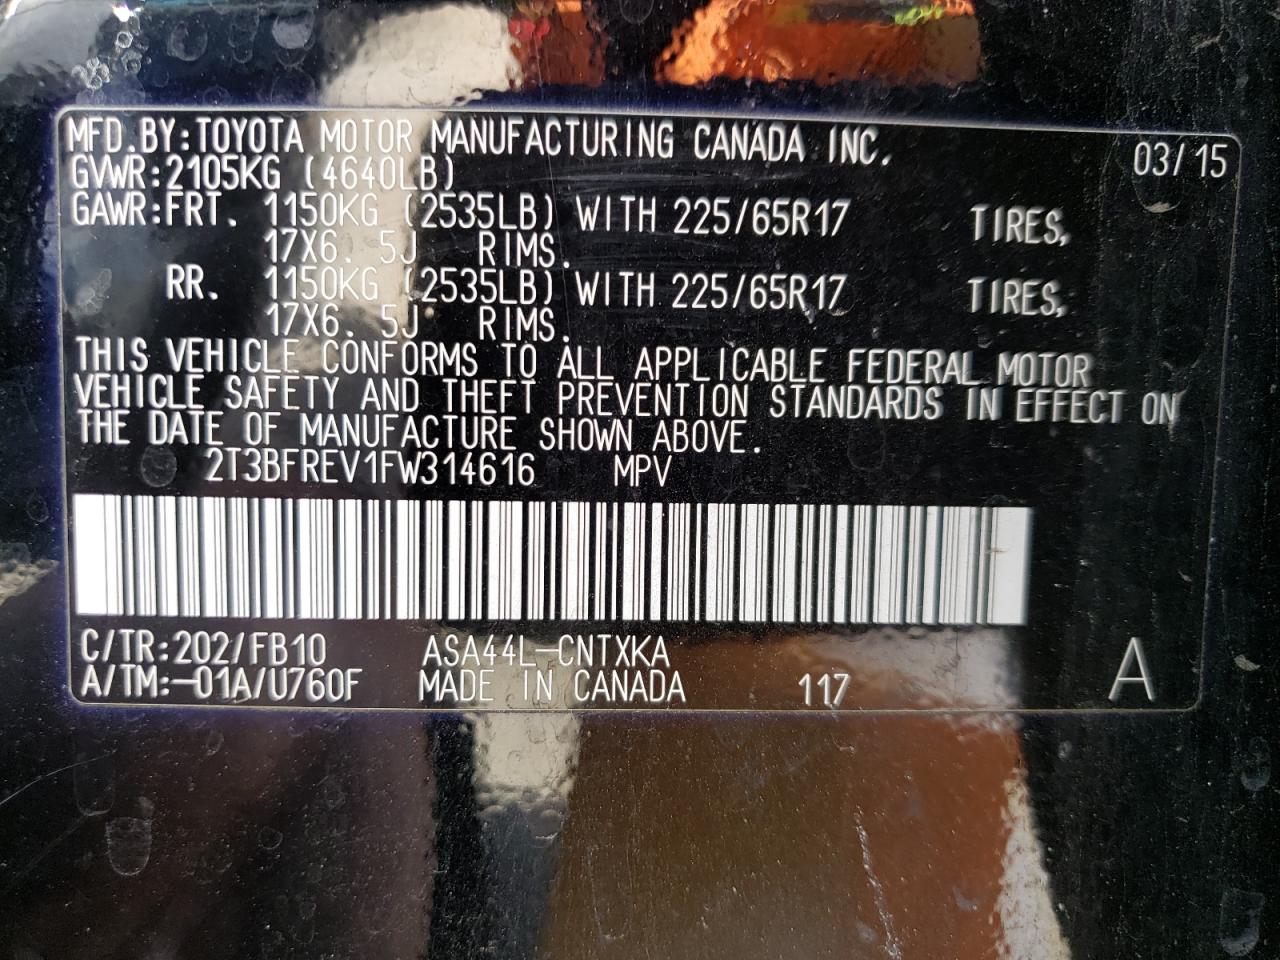 MFD.BY:TOYOTA MOTOR MANUFACTURING CANADA INC. 03/15
GVWR:2105KG (4640LB)
GAWR:FRT. 1150KG (2535LB) WITH 225/65R17 TIRES,
17X6. 5J RIMS.
RR. 1150KG (2535LB) WITH 225/65R17 TIRES,
17X6. 5J RIMS.
THIS VEHICLE CONFORMS TO ALL APPLICABLE FEDERAL MOTOR
VEHICLE SAFETY AND THEFT PREVENTION STANDARDS IN EFFECT ON
THE DATE OF MANUFACTURE SHOWN ABOVE.
2T3BFREV1FW314616 MPV
C/TR:202/FB10 ASA44L-CNTXKA
A/TM:-01A/U760F MADE IN CANADA 117 A